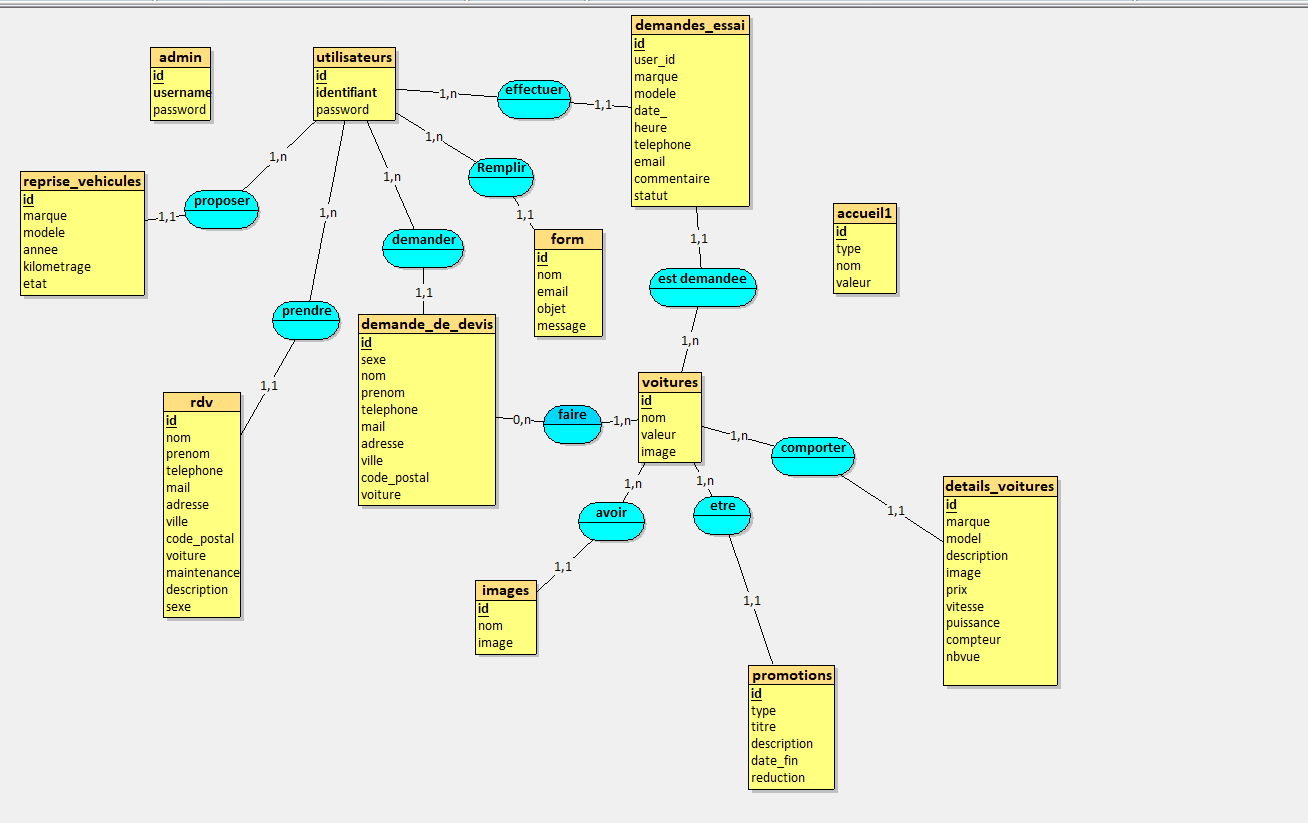 admin
id
username
password
utilisateurs
id
identifiant
password
1,n
effectuer
1,1
demandes_essai
id
user_id
marque
modele
date_
heure
telephone
email
commentaire
statut
1,n
Remplir
1,1
form
id
nom
email
objet
message
1,n
proposer
1,1
reprise_vehicules
id
marque
modele
annee
kilometrage
etat
1,n
prendre
1,1
rdv
id
nom
prenom
telephone
mail
adresse
ville
code_postal
voiture
maintenance
description
sexe
1,n
demander
1,1
demande_de_devis
id
sexe
nom
prenom
telephone
mail
adresse
ville
code_postal
voiture
0,n
faire
1,n
1,1
est demandee
1,n
accueil1
id
type
nom
valeur
voitures
id
nom
valeur
image
1,n
comporter
1,1
details_voitures
id
marque
model
description
image
prix
vitesse
puissance
compteur
nbvue
1,n
avoir
1,1
images
id
nom
image
1,n
etre
1,1
promotions
id
type
titre
description
date_fin
reduction